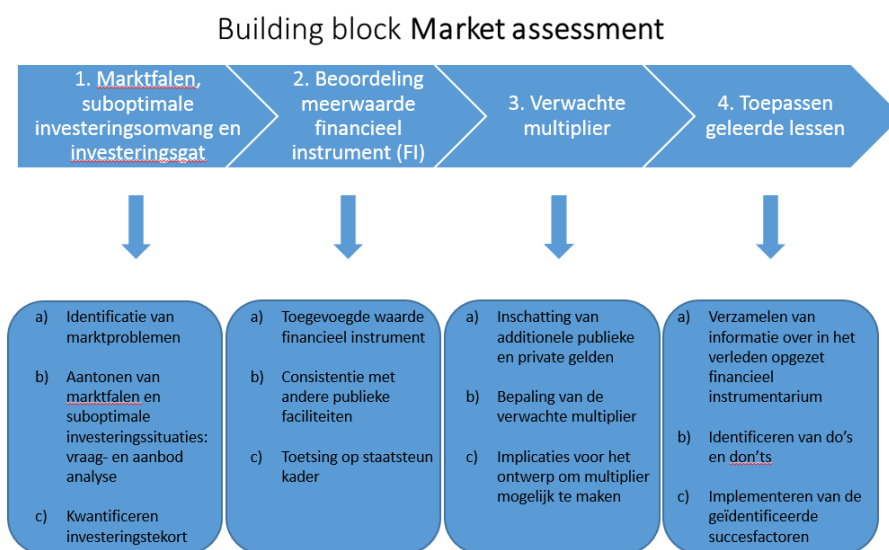 Building block Market assessment
1. Marktfalen,
suboptimale
investeringsomvang en
investeringsgat
2. Beoordeling
meerwaarde
financieel
instrument (FI)
3. Verwachte
multiplier
4. Toepassen
geleerde lessen
a) Identificatie van
marktproblemen
b) Aantonen van
marktfalen en
suboptimale
investeringssituaties:
vraag- en aanbod
analyse
c) Kwantificeren
investeringstekort
a) Toegevoegde waarde
financieel instrument
b) Consistentie met
andere publieke
faciliteiten
c) Toetsing op staatsteun
kader
a) Inschatting van
additionele publieke
en private gelden
b) Bepaling van de
verwachte multiplier
c) Implicaties voor het
ontwerp om multiplier
mogelijk te maken
a) Verzamelen van
informatie over in het
verleden opgezet
financieel
instrumentarium
b) Identificeren van do's
en don'ts
c) Implementeren van de
geïdentificeerde
succesfactoren